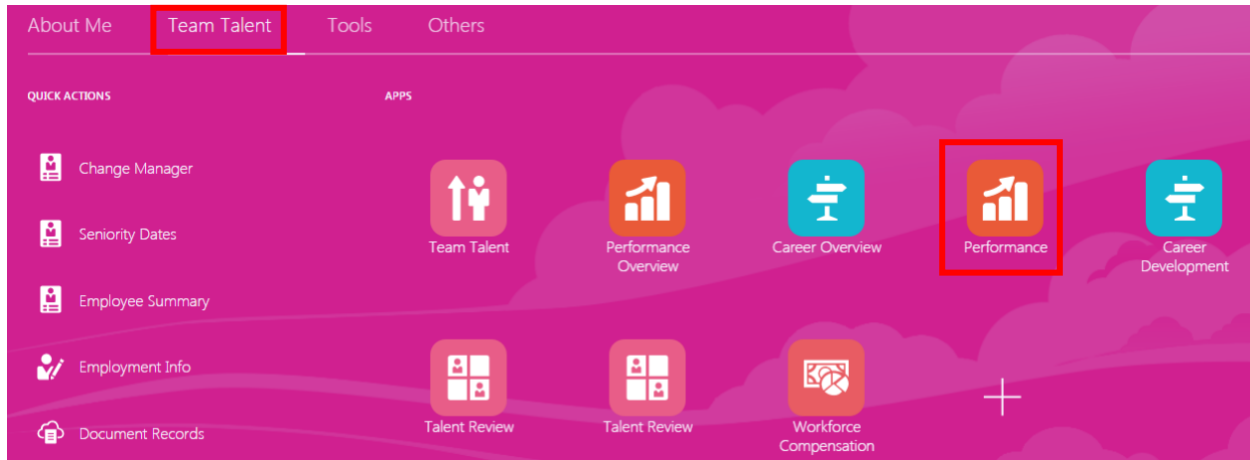 About Me Team Talent Tools Others
QUICK ACTIONS APPS
Change Manager
Seniority Dates
Employee Summary
Employment Info
Document Records
Team Talent
Performance
Overview
Career Overview
Performance
Career
Development
Talent Review
Talent Review
Workforce
Compensation